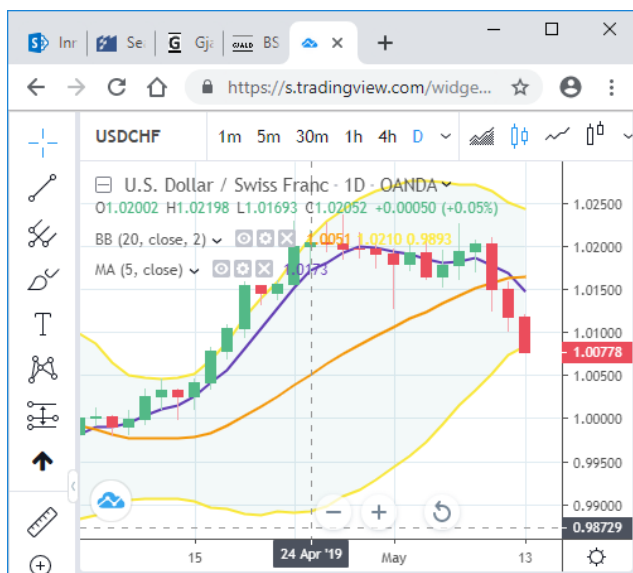 Inr Se: G Gja GJALD BS
https://s.tradingview.com/widge...
USDCHF 1m 5m 30m 1h 4h D
U.S. Dollar / Swiss Franc · 1D · OANDA
O1.02002 H1.02198 L1.01693 C1.02052 +0.00050 (+0.05%)
BB (20, close, 2) 1.0051 1.0210 0.9893
MA (5, close) 1.0173
1.02500
1.02000
1.01500
1.01000
1.00778
1.00500
1.00000
0.99500
0.99000
0.98729
15 24 Apr '19 May 13